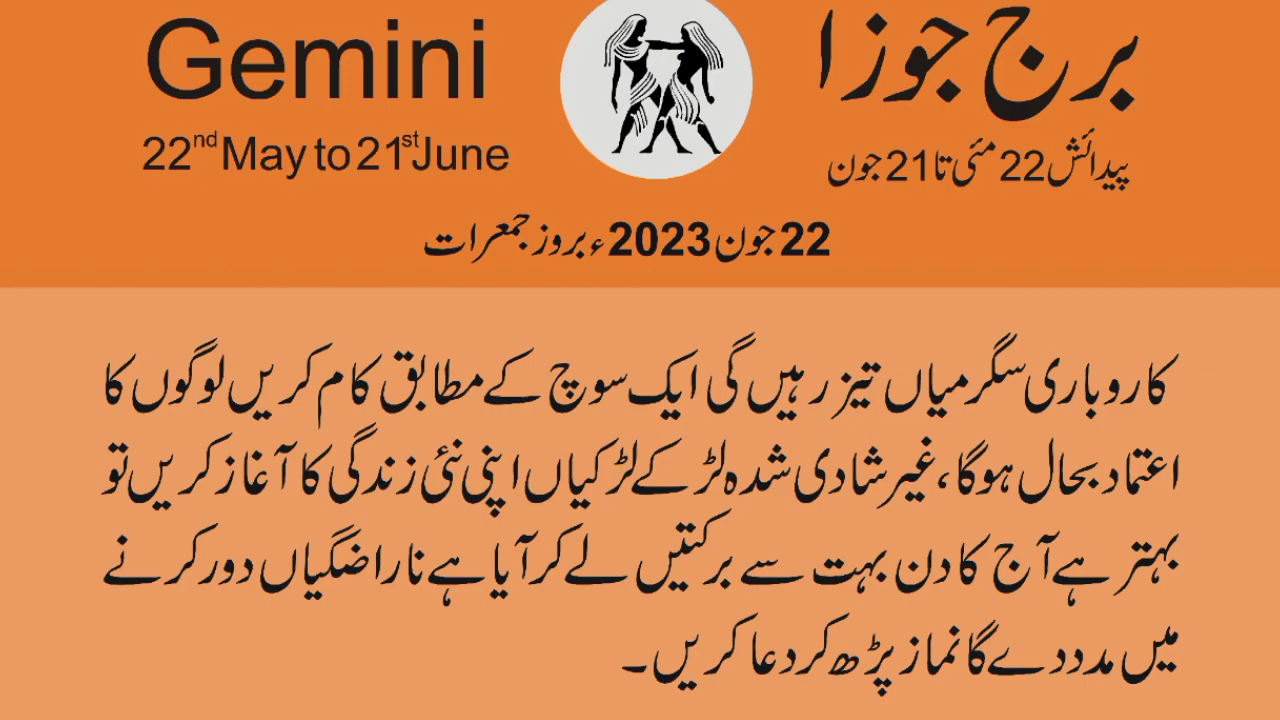 Gemini
برج جوزا
22nd May to 21st June
پیدائش 22 مئی تا 21 جون
22 جون 2023ء بروز جمعرات
کاروباری سگرمیاں تیز رہیں گی ایک سوچ کے مطابق کام کریں لوگوں کا
اعتماد بحال ہوگا، غیر شادی شدہ لڑکے لڑکیاں اپنی نئی زندگی کا آغاز کریں تو
بہتر ہے آج کا دن بہت سے برکتیں لے کر آیا ہے ناراضگیاں دور کرنے
میں مدد دے گا نماز پڑھ کر دعا کریں۔